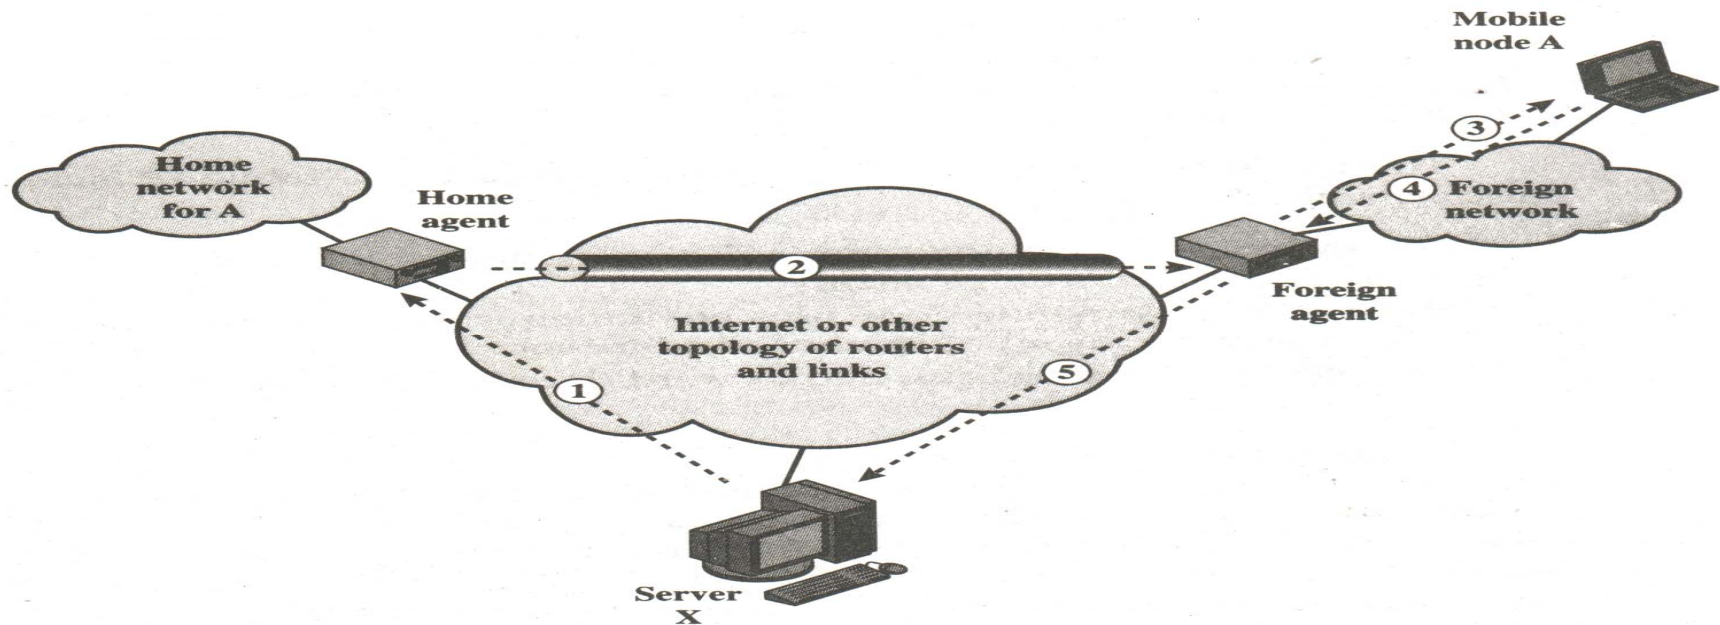 Mobile
node A
3
Home
network
for A
Home
agent
4
Foreign
network
2
Foreign
agent
Internet or other
topology of routers
and links
5
1
Server
X